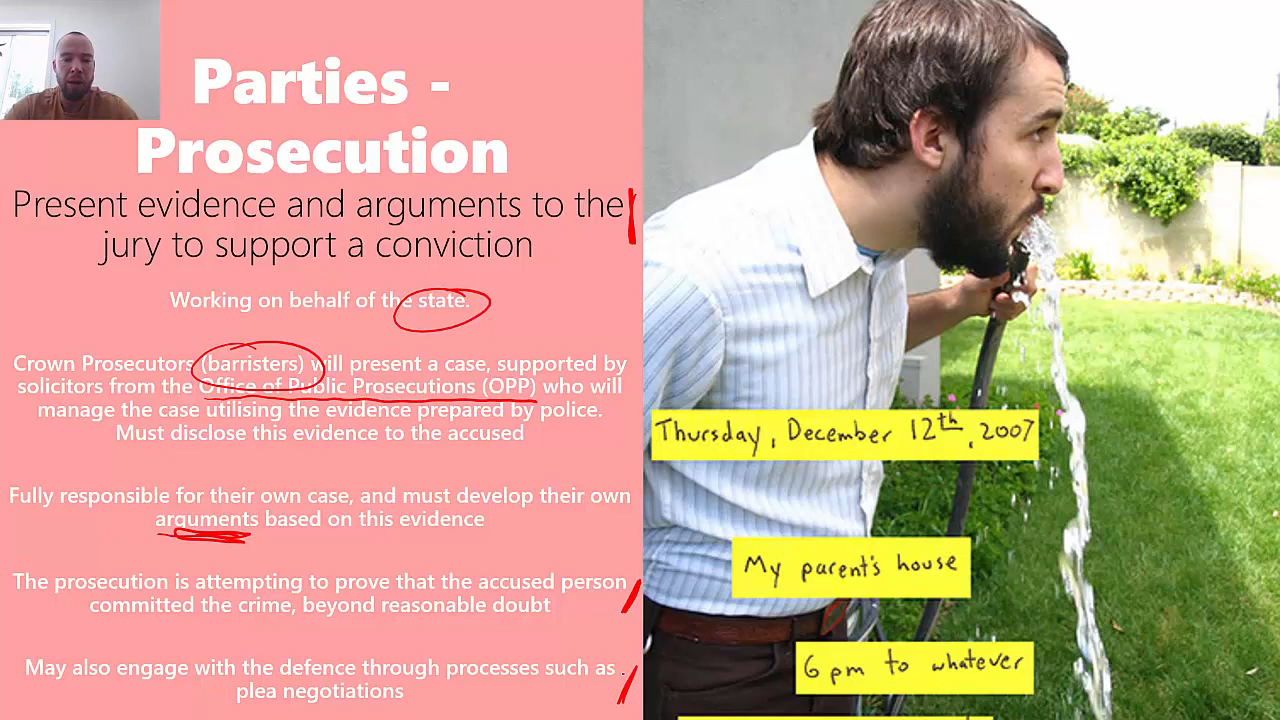 Parties -
Prosecution
Present evidence and arguments to the
jury to support a conviction
Working on behalf of the state.
Crown Prosecutors (barristers) will present a case, supported by
solicitors from the Office of Public Prosecutions (OPP) who will
manage the case utilising the evidence prepared by police.
Must disclose this evidence to the accused
Fully responsible for their own case, and must develop their own
arguments based on this evidence
The prosecution is attempting to prove that the accused person
committed the crime, beyond reasonable doubt
May also engage with the defence through processes such as
plea negotiations
Thursday, December 12th, 2007
My parent's house
6 pm to whatever